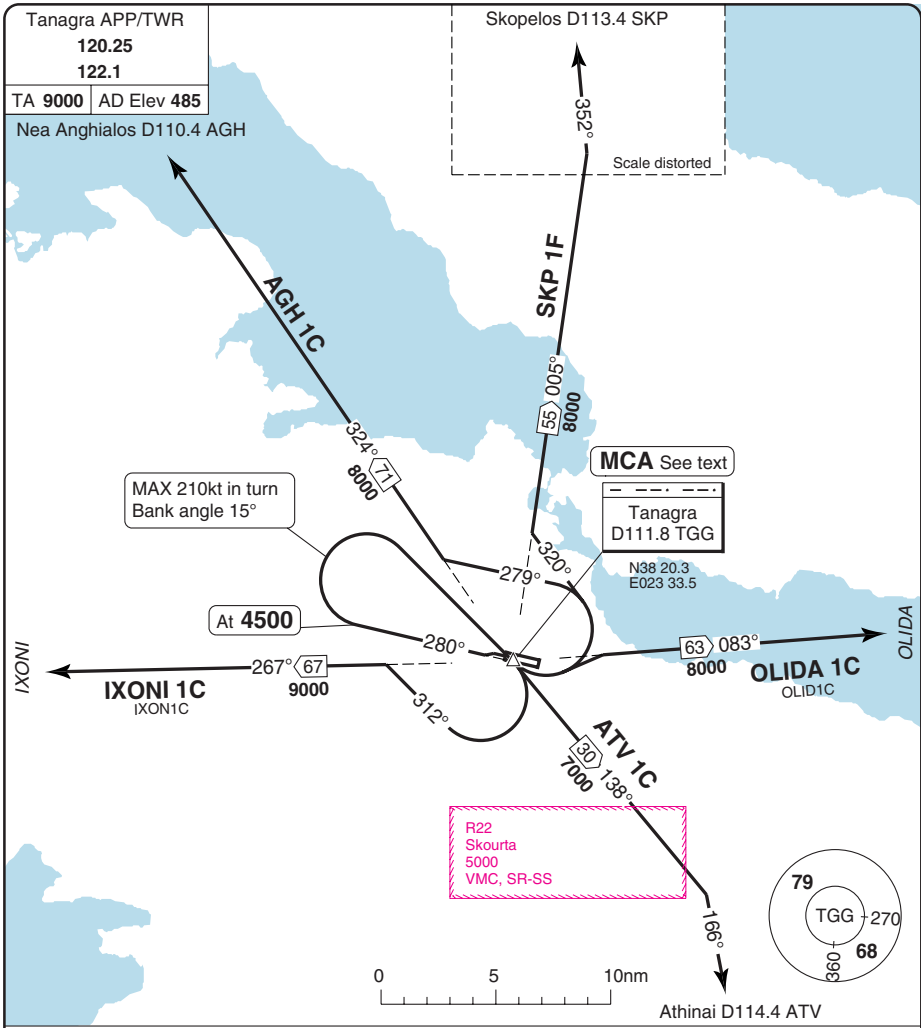 Tanagra APP/TWR
120.25
122.1
TA 9000 AD Elev 485
Nea Anghialos D110.4 AGH
Skopelos D113.4 SKP
352°
Scale distorted
AGH 1C
SKP 1F
55 005°
8000
324° 71
8000
MCA See text
MAX 210kt in turn
Bank angle 15°
Tanagra
D111.8 TGG
N38 20.3
E023 33.5
320°
279°
At 4500
280°
OLIDA
63 083°
8000
OLIDA 1C
OLID1C
IXONI
267° 67
9000
IXONI 1C
IXON1C
312°
ATV 1C
30 138°
7000
R22
Skourta
5000
VMC, SR-SS
79
TGG
270
68
360
166°
0 5 10nm
Athinai D114.4 ATV